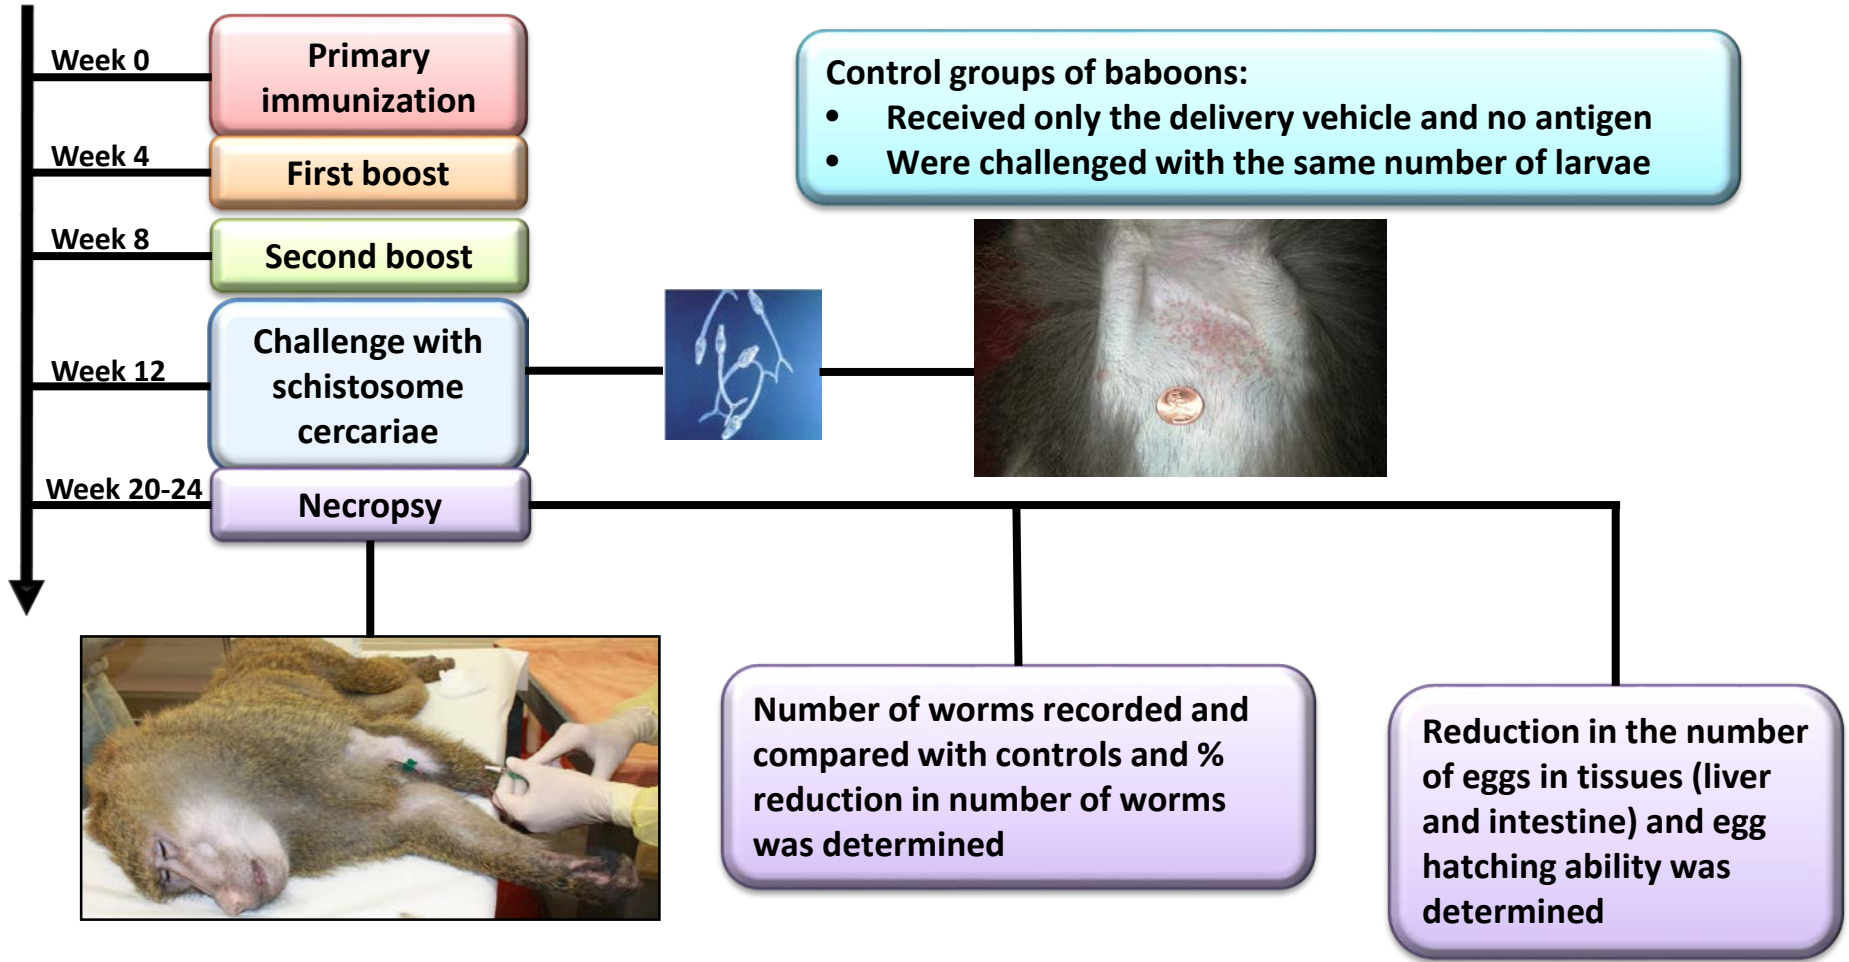 Week 0
Primary
immunization
Control groups of baboons:
• Received only the delivery vehicle and no antigen
• Were challenged with the same number of larvae
Week 4
First boost
Week 8
Second boost
Week 12
Challenge with
schistosome
cercariae
Week 20-24
Necropsy
Number of worms recorded and
compared with controls and %
reduction in number of worms
was determined
Reduction in the number
of eggs in tissues (liver
and intestine) and egg
hatching ability was
determined